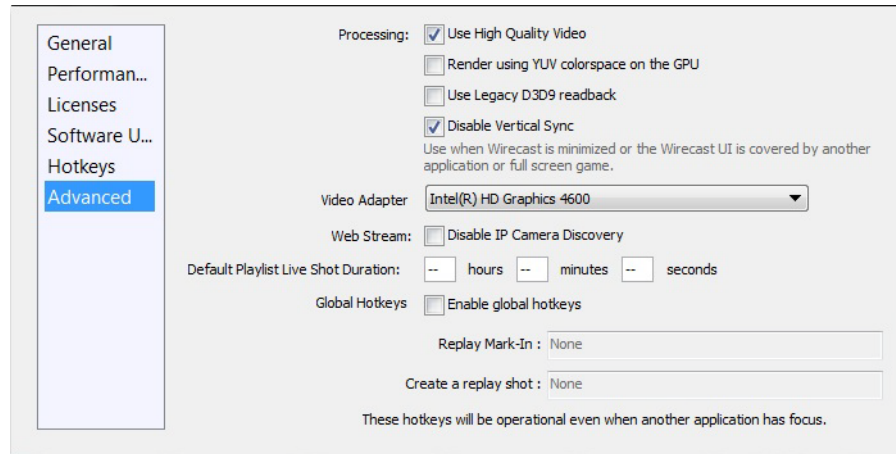 General
Performan...
Licenses
Software U...
Hotkeys
Advanced
Processing: Use High Quality Video
Render using YUV colorspace on the GPU
Use Legacy D3D9 readback
Disable Vertical Sync
Use when Wirecast is minimized or the Wirecast UI is covered by another
application or full screen game.
Video Adapter Intel(R) HD Graphics 4600
Web Stream: Disable IP Camera Discovery
Default Playlist Live Shot Duration: -- hours -- minutes -- seconds
Global Hotkeys Enable global hotkeys
Replay Mark-In : None
Create a replay shot : None
These hotkeys will be operational even when another application has focus.